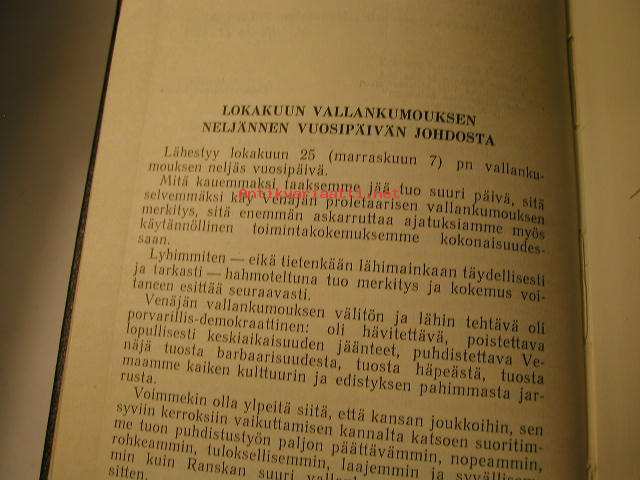 LOKAKUUN VALLANKUMOUKSEN
NELJÄNNEN VUOSIPÄIVÄN JOHDOSTA
Lähestyy lokakuun 25 (marraskuun 7) pn vallanku-
mouksen neljäs vuosipäivä.
Mitä kauemmaksi taaksemme jää tuo suuri päivä, sitä
antikvariaatti.net
selvemmäksi käy Venäjän proletaarisen vallankumouksen
merkitys, sitä enemmän askarruttaa ajatuksiamme myös
käytännöllinen toimintakokemuksemme kokonaisuudes-
saan.
Lyhimmiten — eikä tietenkään lähimainkaan täydellisesti
ja tarkasti — hahmoteltuna tuo merkitys ja kokemus voi-
taneen esittää seuraavasti.
Venäjän vallankumouksen välitön ja lähin tehtävä oli
porvarillis-demokraattinen: oli hävitettävä, poistettava
lopullisesti keskiaikaisuuden jäänteet, puhdistettava Ve-
näjä tuosta barbaarisuudesta, tuosta häpeästä, tuosta
maamme kaiken kulttuurin ja edistyksen pahimmasta jar-
rusta.
Voimmekin olla ylpeitä siitä, että kansan joukkoihin, sen
syviin kerroksiin vaikuttamisen kannalta katsoen suoritim-
me tuon puhdistustyön paljon päättävämmin, nopeammin,
rohkeammin, tuloksellisemmin, laajemmin ja
min kuin Ranskan suuri
sitten.